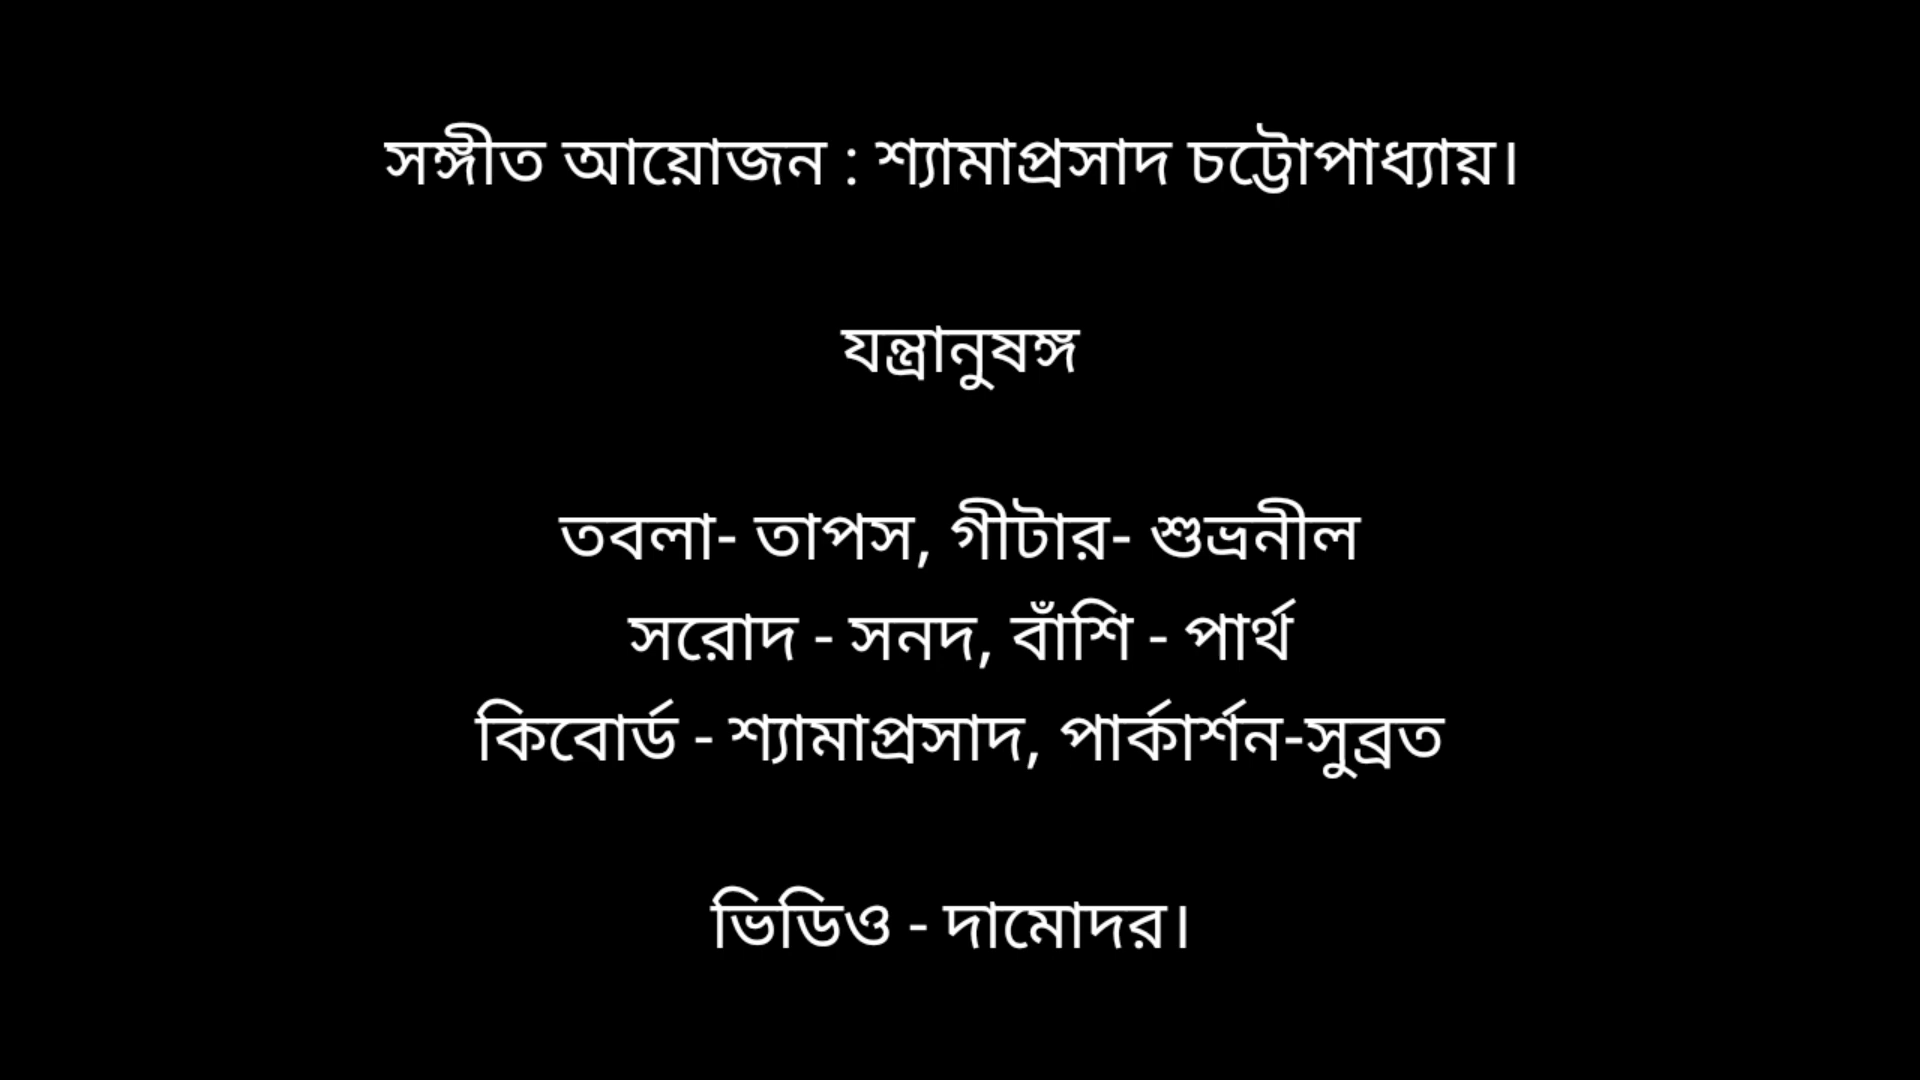 সঙ্গীত আয়োজন : শ্যামাপ্রসাদ চট্টোপাধ্যায়।
যন্ত্রানুষঙ্গ
তবলা- তাপস, গীটার- শুভ্রনীল
সরোদ - সনদ, বাঁশি - পার্থ
কিবোর্ড - শ্যামাপ্রসাদ, পার্কার্শন-সুব্রত
ভিডিও - দামোদর।